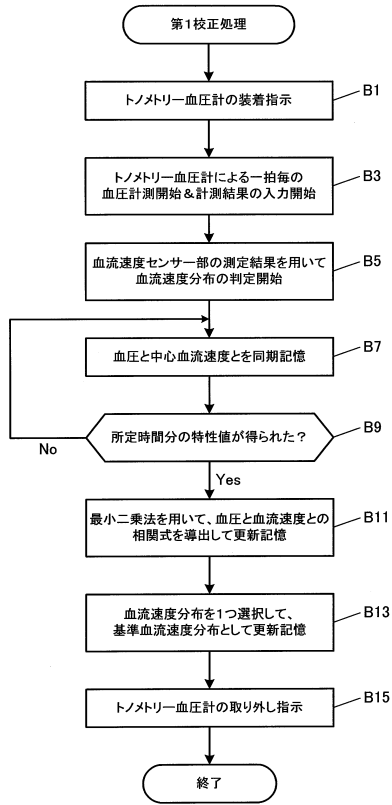 第1校正処理
トノメトリー血圧計の装着指示
B1
トノメトリー血圧計による一拍毎の
血圧計測開始&計測結果の入力開始
B3
血流速度センサー部の測定結果を用いて
血流速度分布の判定開始
B5
血圧と中心血流速度とを同期記憶
B7
所定時間分の特性値が得られた?
B9
No
Yes
最小二乗法を用いて、血圧と血流速度との
相関式を導出して更新記憶
B11
血流速度分布を1つ選択して、
基準血流速度分布として更新記憶
B13
トノメトリー血圧計の取り外し指示
B15
終了